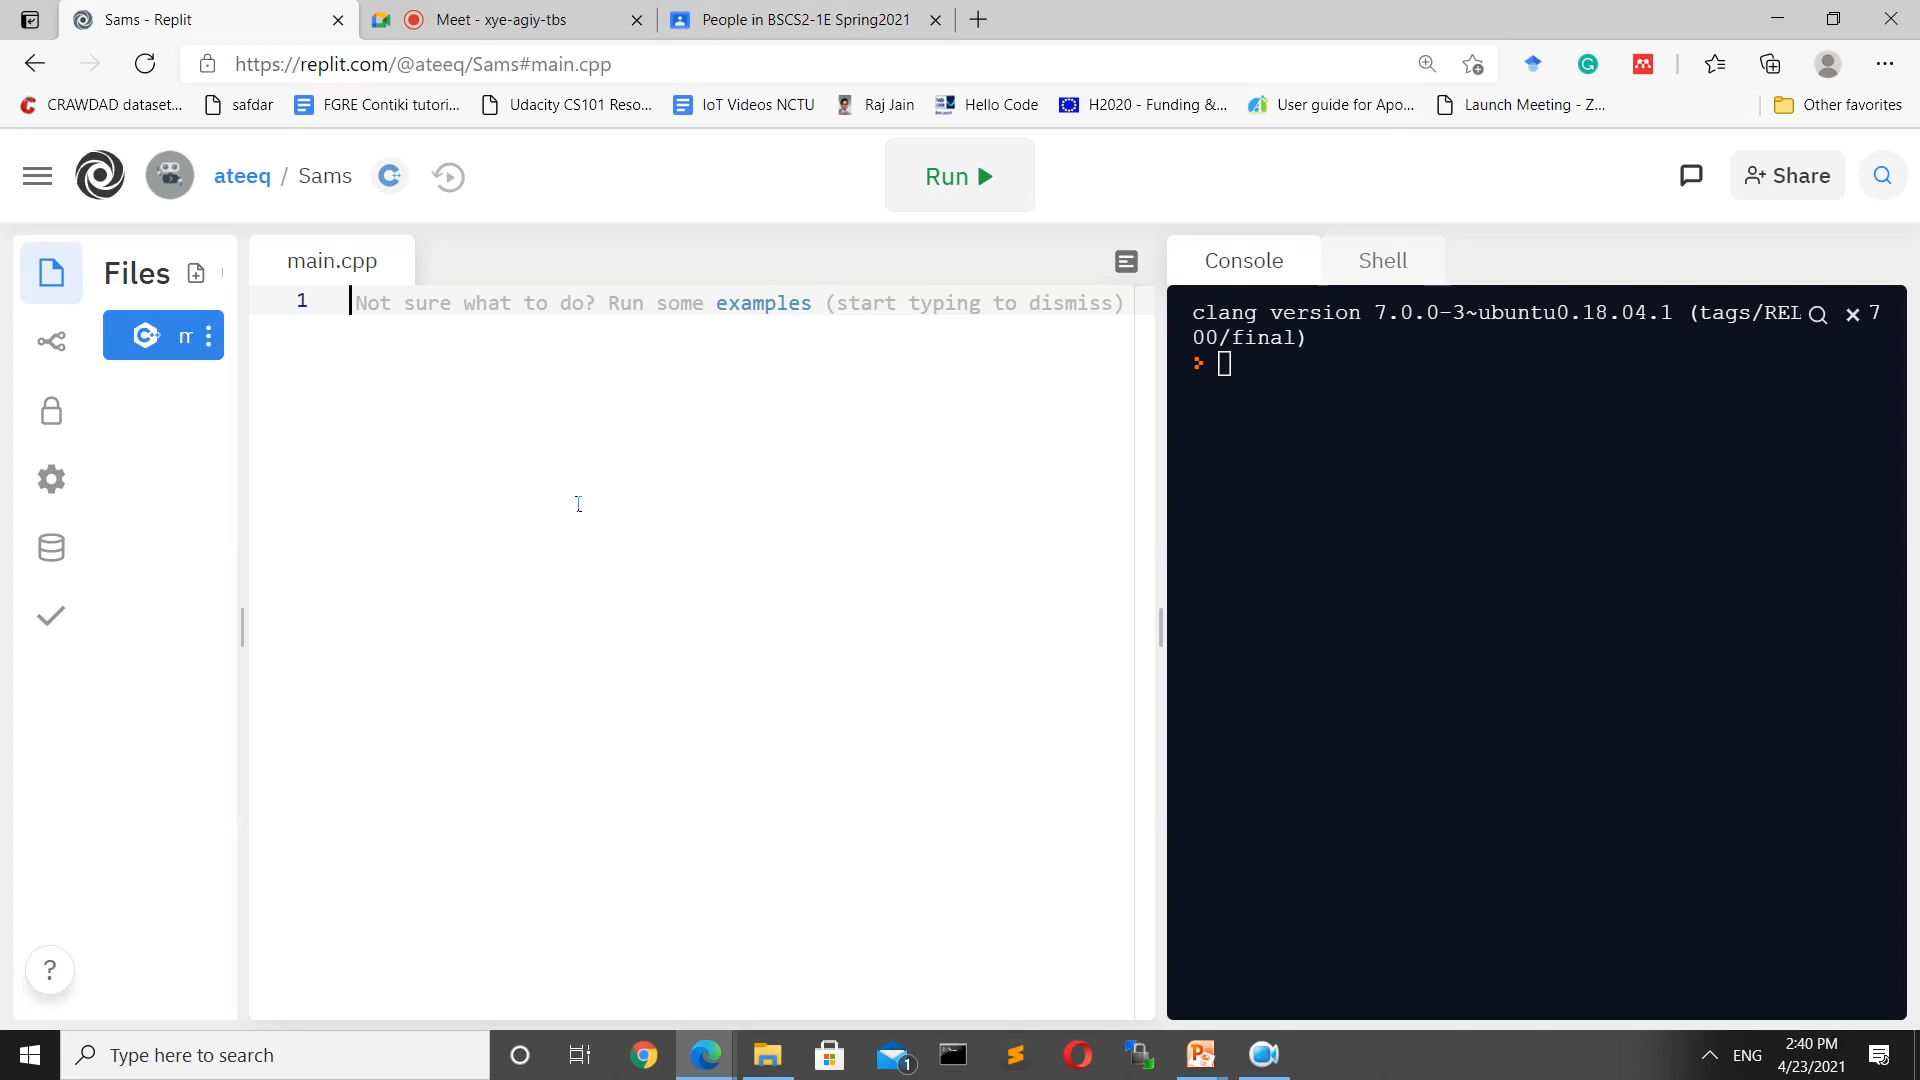 Sams - Replit
Meet - xye-agiy-tbs
People in BSCS2-1E Spring2021
https://replit.com/@ateeq/Sams#main.cpp
CRAWDAD dataset...
safdar
FGRE Contiki tutori...
Udacity CS101 Reso...
IoT Videos NCTU
Raj Jain
Hello Code
H2020 - Funding &...
User guide for Apo...
Launch Meeting - Z...
Other favorites
ateeq / Sams
Run
Share
Files
main.cpp
Console
Shell
1
Not sure what to do? Run some examples (start typing to dismiss)
clang version 7.0.0-3~ubuntu0.18.04.1 (tags/REL 7
00/final)
>
?
Type here to search
1
ENG
2:40 PM
4/23/2021